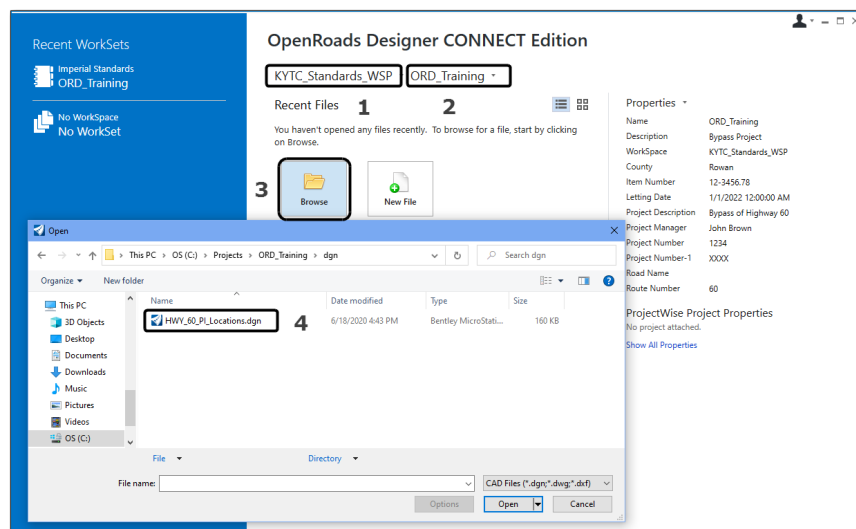 Recent WorkSets
Imperial Standards
ORD_Training
No WorkSpace
No WorkSet
OpenRoads Designer CONNECT Edition
KYTC_Standards_WSP
ORD_Training
Recent Files
1
2
You haven't opened any files recently. To browse for a file, start by clicking
on Browse.
3
Browse
New File
Properties
Name ORD_Training
Description Bypass Project
WorkSpace KYTC_Standards_WSP
County Rowan
Item Number 12-3456.78
Letting Date 1/1/2022 12:00:00 AM
Project Description Bypass of Highway 60
Project Manager John Brown
Project Number 1234
Project Number-1 XXXX
Road Name
Route Number 60
ProjectWise Project Properties
No project attached.
Show All Properties
Open
This PC > OS (C:) > Projects > ORD_Training > dgn
Search dgn
Organize
New folder
Name Date modified Type Size
HWY_60_PI_Locations.dgn 4 6/18/2020 4:43 PM Bentley MicroStati... 160 KB
This PC
3D Objects
Desktop
Documents
Downloads
Music
Pictures
Videos
OS (C:)
File
Directory
File name:
CAD Files (*.dgn;*.dwg;*.dxf)
Options
Open
Cancel